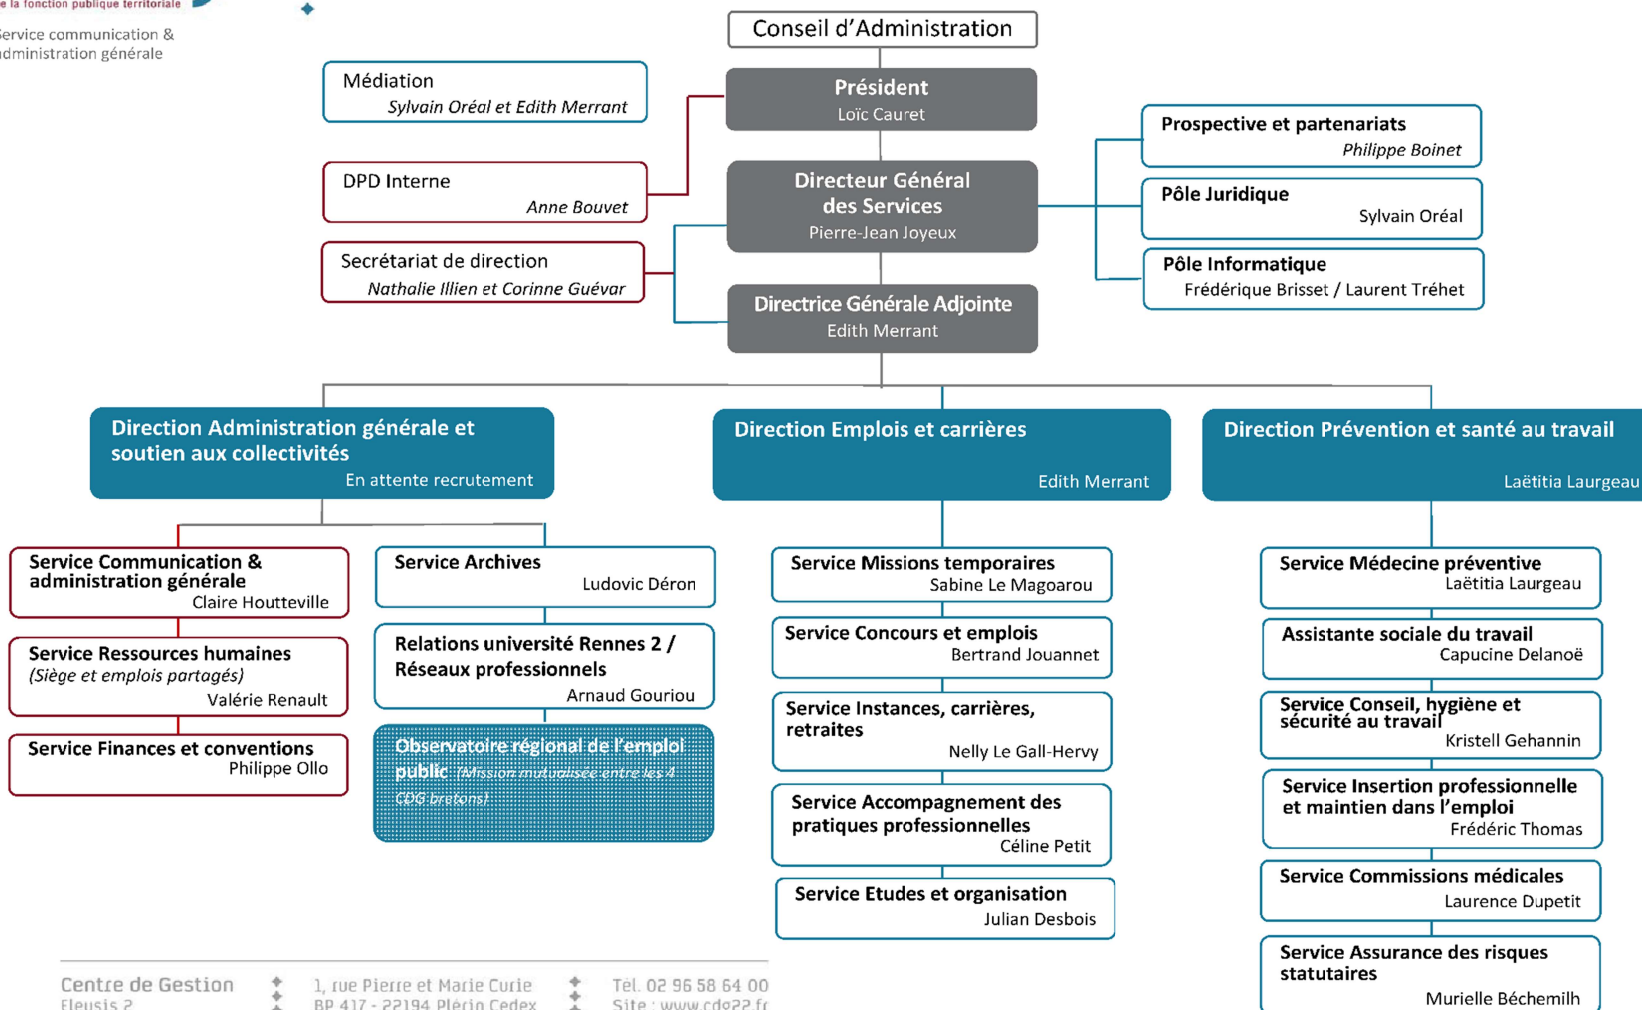 de la fonction publique territoriale
Service communication &
administration générale
Conseil d'Administration
Président
Loïc Cauret
Médiation
Sylvain Oréal et Edith Merrant
DPD Interne
Anne Bouvet
Secrétariat de direction
Nathalie Illien et Corinne Guévar
Directeur Général
des Services
Pierre-Jean Joyeux
Directrice Générale Adjointe
Edith Merrant
Prospective et partenariats
Philippe Boinet
Pôle Juridique
Sylvain Oréal
Pôle Informatique
Frédérique Brisset / Laurent Tréhet
Direction Administration générale et
soutien aux collectivités
En attente recrutement
Direction Emplois et carrières
Edith Merrant
Direction Prévention et santé au travail
Laëtitia Laurgeau
Service Communication &
administration générale
Claire Houtteville
Service Ressources humaines
(Siège et emplois partagés)
Valérie Renault
Service Finances et conventions
Philippe Ollo
Service Archives
Ludovic Déron
Relations université Rennes 2 /
Réseaux professionnels
Arnaud Gouriou
Observatoire régional de l'emploi
public (Mission mutualisée entre les 4
CDG bretons)
Service Missions temporaires
Sabine Le Magoarou
Service Concours et emplois
Bertrand Jouannet
Service Instances, carrières,
retraites
Nelly Le Gall-Hervy
Service Accompagnement des
pratiques professionnelles
Céline Petit
Service Etudes et organisation
Julian Desbois
Service Médecine préventive
Laëtitia Laurgeau
Assistante sociale du travail
Capucine Delanoë
Service Conseil, hygiène et
sécurité au travail
Kristell Gehannin
Service Insertion professionnelle
et maintien dans l'emploi
Frédéric Thomas
Service Commissions médicales
Laurence Dupetit
Service Assurance des risques
statutaires
Murielle Béchemilh
Centre de Gestion
Eleusis 2
1, rue Pierre et Marie Curie
BP 417 - 22194 Plérin Cedex
Tél. 02 96 58 64 00
Site : www.cdg22.fr